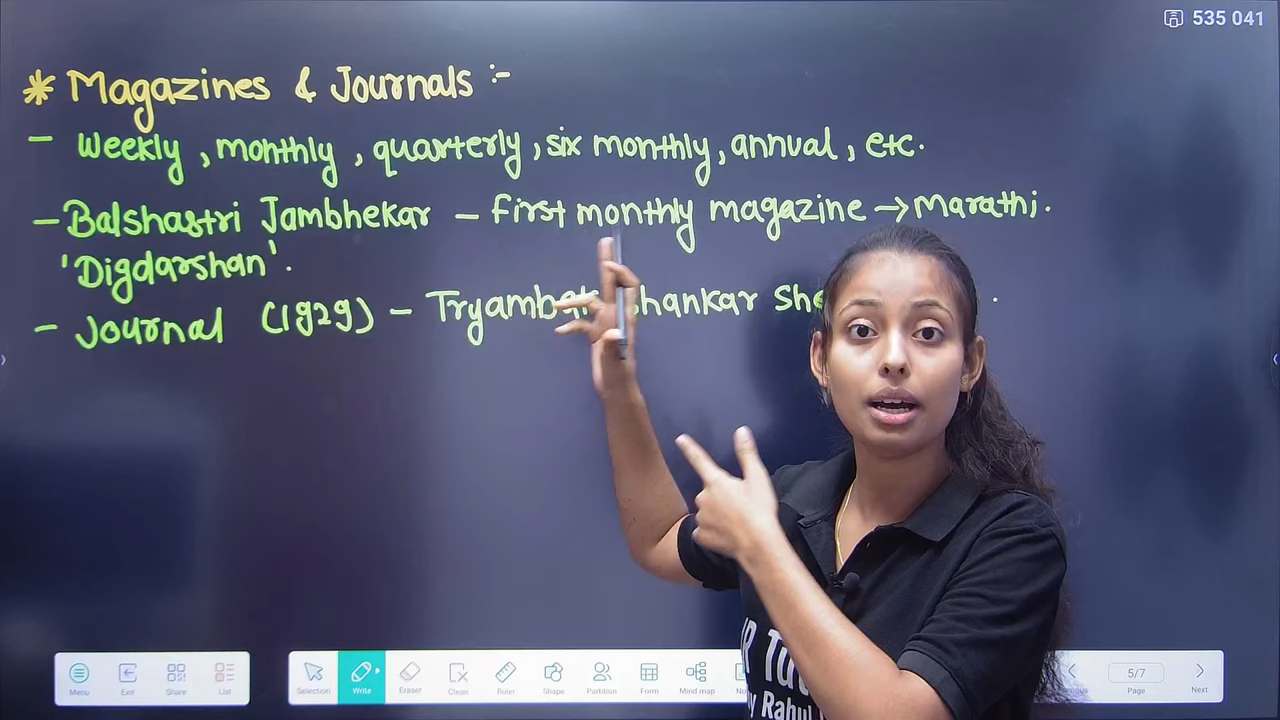 535 041
* Magazines & Journals :-
- Weekly, monthly, quarterly, six monthly, annual, etc.
- Balshastri Jambhekar - first monthly magazine → Marathi.
'Digdarshan'.
- Journal (1929) - Tryambak Shankar
Menu Exit Share List Selection Write Eraser Clean Ruler Shape Partition Form Mind map Page Next
5/7
by Rahul